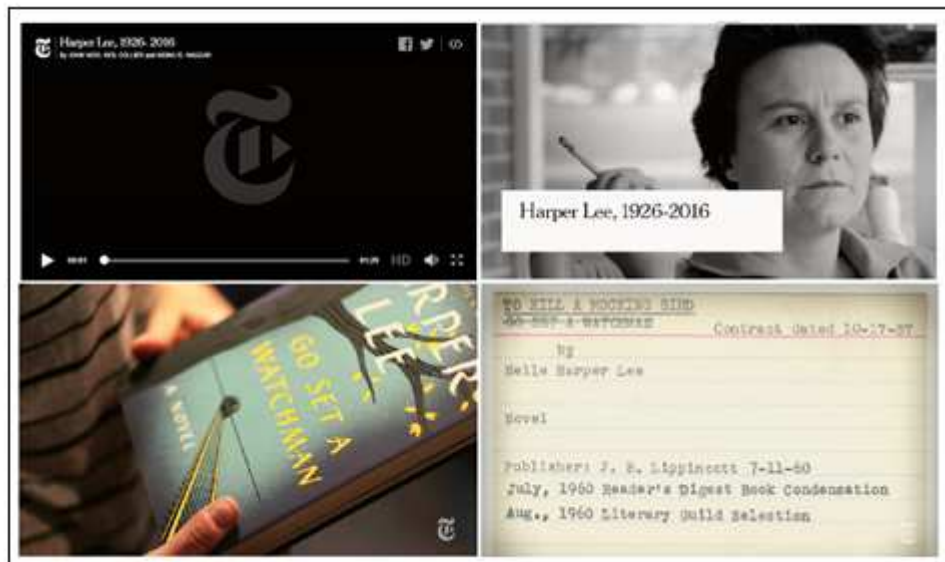 Harper Lee, 1926-2016
HD
Harper Lee, 1926-2016
HARPER
LEE
GO SET A
WATCHMAN
A NOVEL
TO KILL A MOCKING BIRD
GO SET A WATCHMAN
Contract dated 10-17-57
by
Nelle Harper Lee
Novel
Publisher: J. B. Lippincott 7-11-60
July, 1960 Reader's Digest Book Condensation
Aug., 1960 Literary Guild Selection